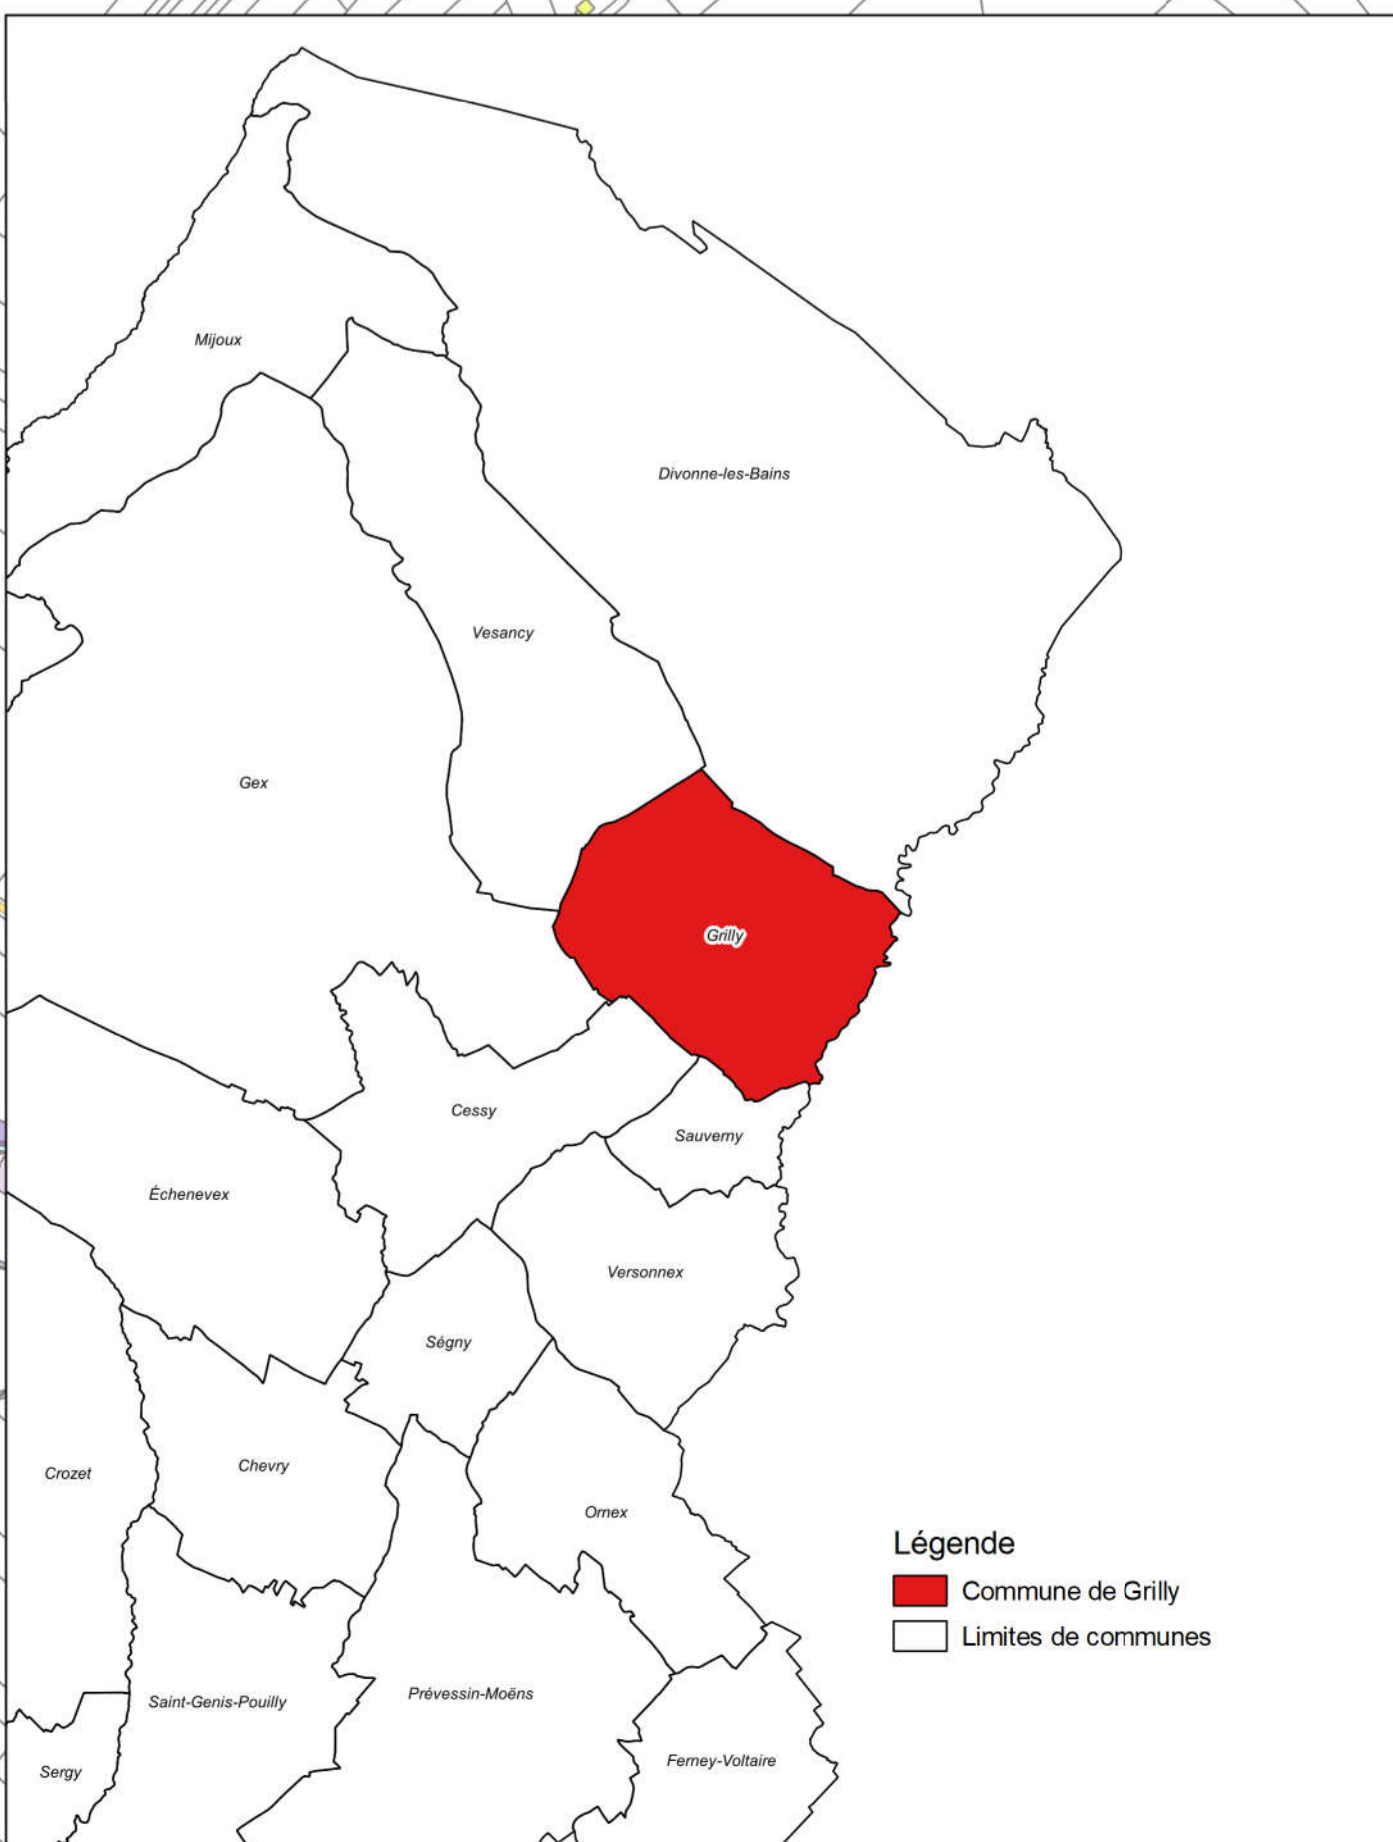 Mijoux
Divonne-les-Bains
Vesancy
Gex
Grilly
Cessy
Sauverny
Échenevex
Versonnex
Ségny
Chevry
Crozet
Ornex
Légende
Commune de Grilly
Limites de communes
Prévessin-Moëns
Saint-Genis-Pouilly
Ferney-Voltaire
Sergy